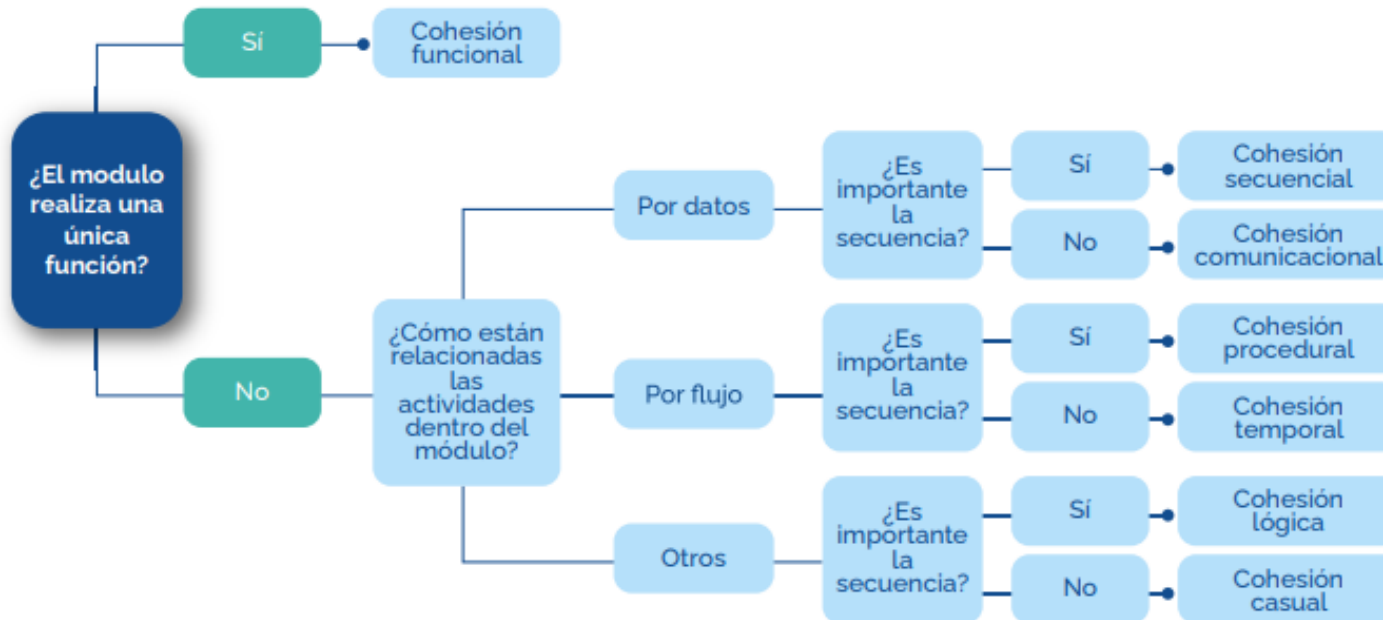 Sí
Cohesión
funcional
¿El modulo
realiza una
única
función?
No
¿Cómo están
relacionadas
las
actividades
dentro del
módulo?
Por datos
¿Es
importante
la
secuencia?
Sí
Cohesión
secuencial
No
Cohesión
comunicacional
Por flujo
¿Es
importante
la
secuencia?
Sí
Cohesión
procedural
No
Cohesión
temporal
Otros
¿Es
importante
la
secuencia?
Sí
Cohesión
lógica
No
Cohesión
casual